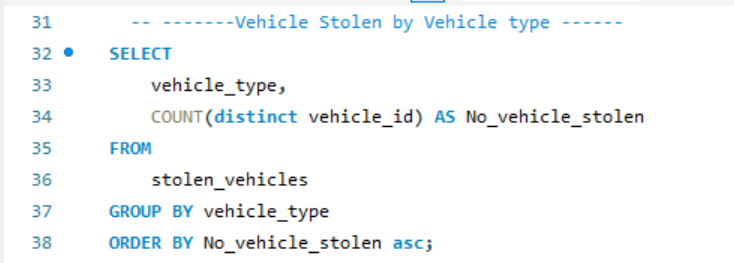 31 -- -------Vehicle Stolen by Vehicle type ------
32 SELECT
33 vehicle_type,
34 COUNT(distinct vehicle_id) AS No_vehicle_stolen
35 FROM
36 stolen_vehicles
37 GROUP BY vehicle_type
38 ORDER BY No_vehicle_stolen asc;